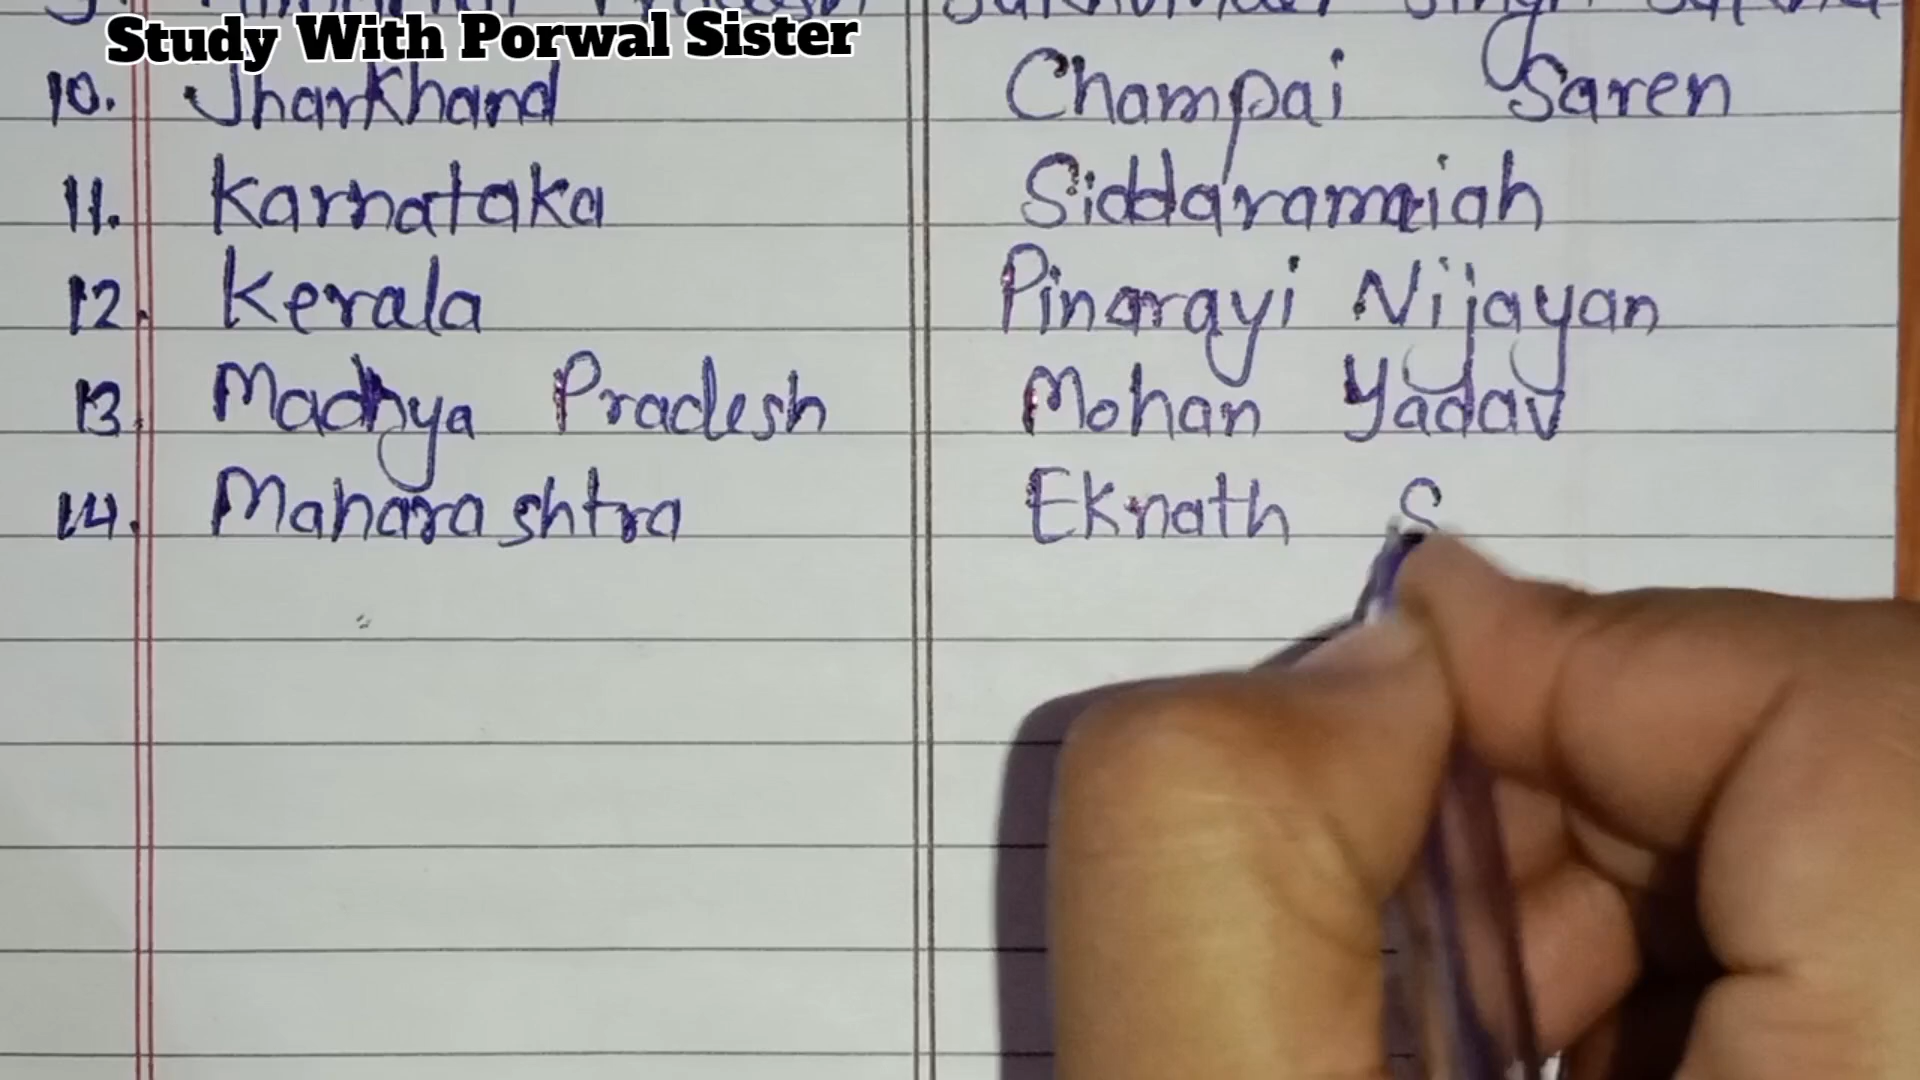 Study With Porwal Sister
10. Jharkhand Champai Saren
11. Karnataka Siddaramaiah
12. Kerala Pinarayi Nijayan
13. Madhya Pradesh Mohan Yadav
14. Maharashtra Eknath S